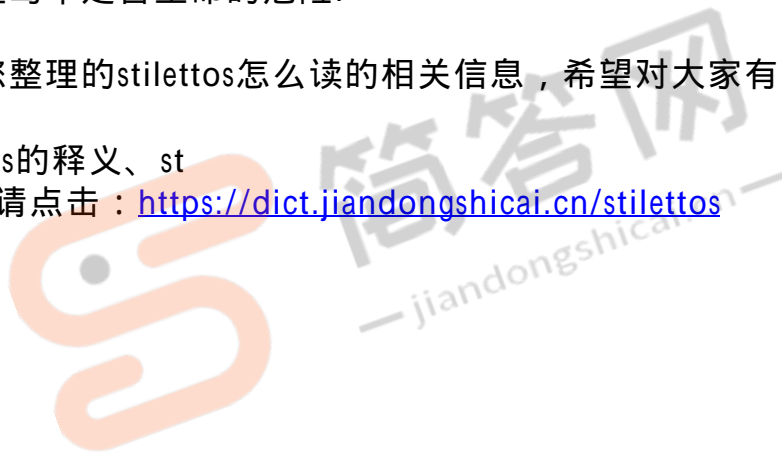 整理的stilettos怎么读的相关信息，希望对大家有
s的释义、st
请点击：https://dict.jiandongshicai.cn/stilettos
简答网
jiandongshicai.cn